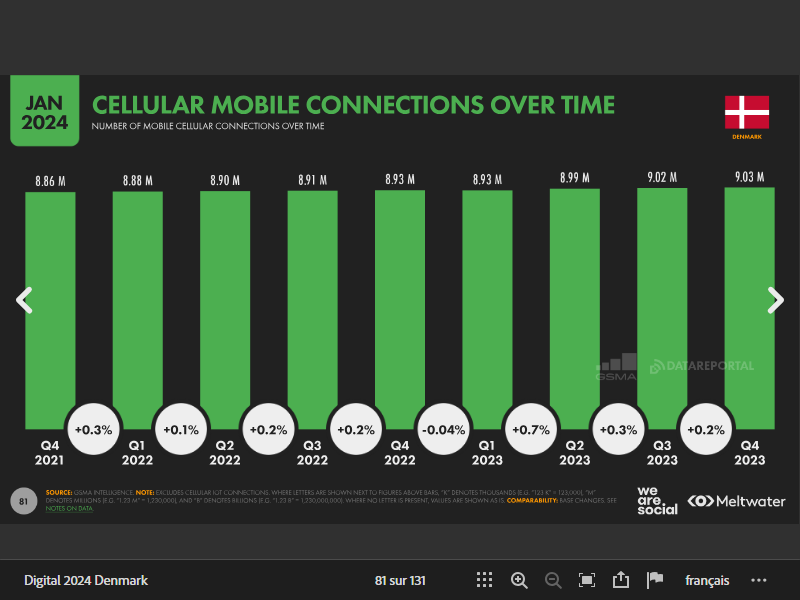 JAN
2024
CELLULAR MOBILE CONNECTIONS OVER TIME
NUMBER OF MOBILE CELLULAR CONNECTIONS OVER TIME
DENMARK
8.86 M
8.88 M
8.90 M
8.91 M
8.93 M
8.93 M
8.99 M
9.02 M
9.03 M
GSMA
DATAREPORTAL
+0.3%
+0.1%
+0.2%
+0.2%
-0.04%
+0.7%
+0.3%
+0.2%
Q4
2021
Q1
2022
Q2
2022
Q3
2022
Q4
2022
Q1
2023
Q2
2023
Q3
2023
Q4
2023
81
SOURCE: GSMA INTELLIGENCE. NOTE: EXCLUDES CELLULAR IOT CONNECTIONS. WHERE LETTERS ARE SHOWN NEXT TO FIGURES ABOVE BARS, "K" DENOTES THOUSANDS (E.G. "123 K" = 123,000), "M"
DENOTES MILLIONS (E.G. "1.23 M" = 1,230,000), AND "B" DENOTES BILLIONS (E.G. "1.23 B" = 1,230,000,000). WHERE NO LETTER IS PRESENT, VALUES ARE SHOWN AS IS. COMPARABILITY: BASE CHANGES. SEE
NOTES ON DATA.
we
are.
social
Meltwater
Digital 2024 Denmark
81 sur 131
français